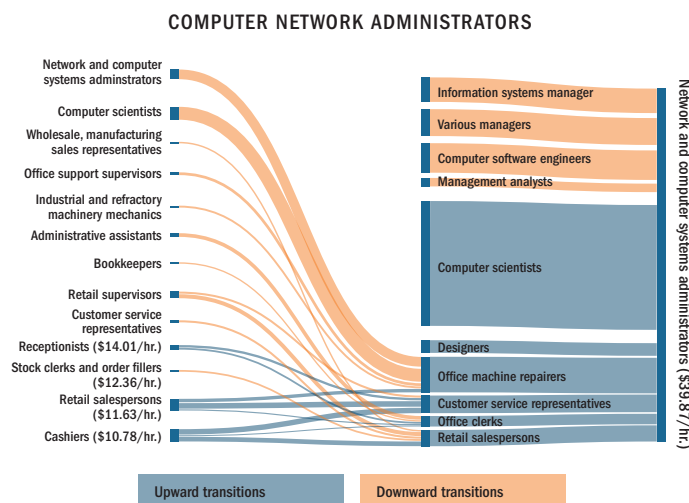 COMPUTER NETWORK ADMINISTRATORS
Network and computer
systems adminstrators
Computer scientists
Wholesale, manufacturing
sales representatives
Office support supervisors
Industrial and refractory
machinery mechanics
Administrative assistants
Bookkeepers
Retail supervisors
Customer service
representatives
Receptionists ($14.01/hr.)
Stock clerks and order fillers
($12.36/hr.)
Retail salespersons
($11.63/hr.)
Cashiers ($10.78/hr.)
Information systems manager
Various managers
Computer software engineers
Management analysts
Computer scientists
Designers
Office machine repairers
Customer service representatives
Office clerks
Retail salespersons
Network and computer systems administrators ($39.87/hr.)
Upward transitions
Downward transitions